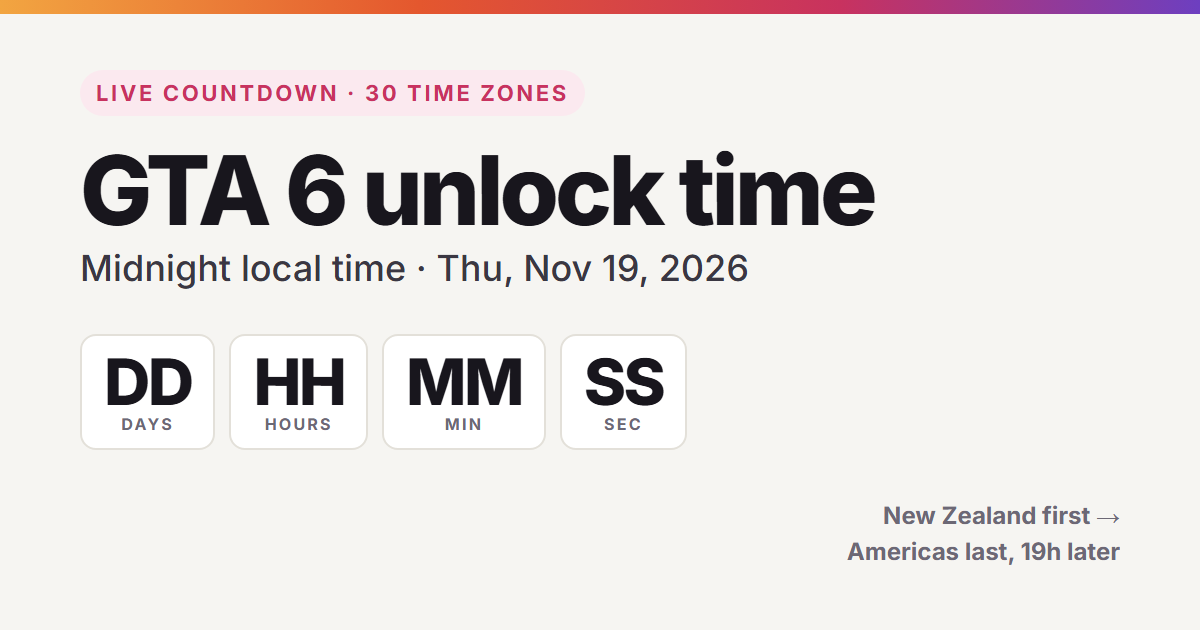 LIVE COUNTDOWN · 30 TIME ZONES
GTA 6 unlock time
Midnight local time · Thu, Nov 19, 2026
DD HH MM SS
DAYS HOURS MIN SEC
New Zealand first →
Americas last, 19h later